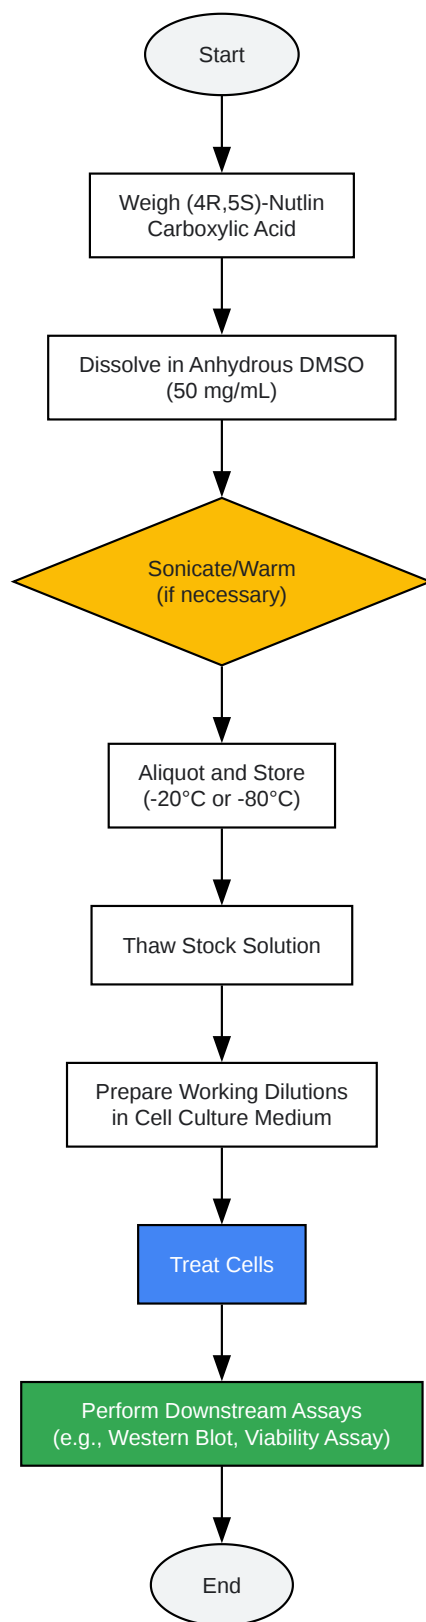 Start
Weigh (4R,5S)-Nutlin
Carboxylic Acid
Dissolve in Anhydrous DMSO
(50 mg/mL)
Sonicate/Warm
(if necessary)
Aliquot and Store
(-20°C or -80°C)
Thaw Stock Solution
Prepare Working Dilutions
in Cell Culture Medium
Treat Cells
Perform Downstream Assays
(e.g., Western Blot, Viability Assay)
End